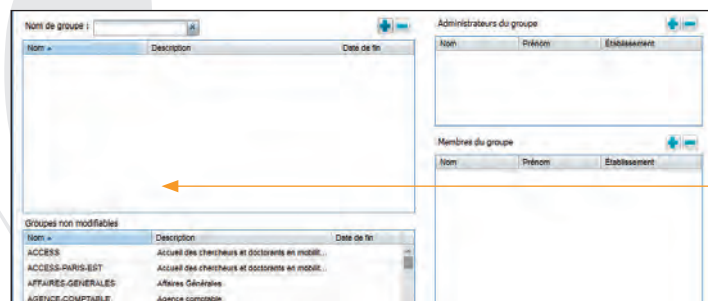 Nom de groupe :
Nom Description Date de fin
Groupes non modifiables
Nom Description Date de fin
ACCESS Accueil des chercheurs et doctorants en mobilit...
ACCESS-PARIS-EST Accueil des chercheurs et doctorants en mobilit...
AFFAIRES-GENERALES Affaires Générales
AGENCE-COMPTABLE Agence comptable
Administrateurs du groupe
Nom Prénom Établissement
Membres du groupe
Nom Prénom Établissement